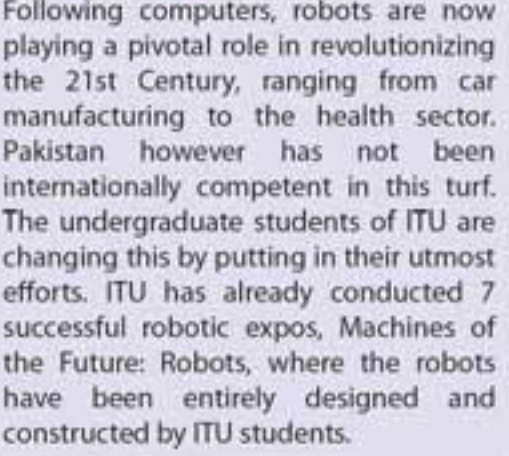 Following computers, robots are now
playing a pivotal role in revolutionizing
the 21st Century, ranging from car
manufacturing to the health sector.
Pakistan however has not been
internationally competent in this turf.
The undergraduate students of ITU are
changing this by putting in their utmost
efforts. ITU has already conducted 7
successful robotic expos, Machines of
the Future: Robots, where the robots
have been entirely designed and
constructed by ITU students.